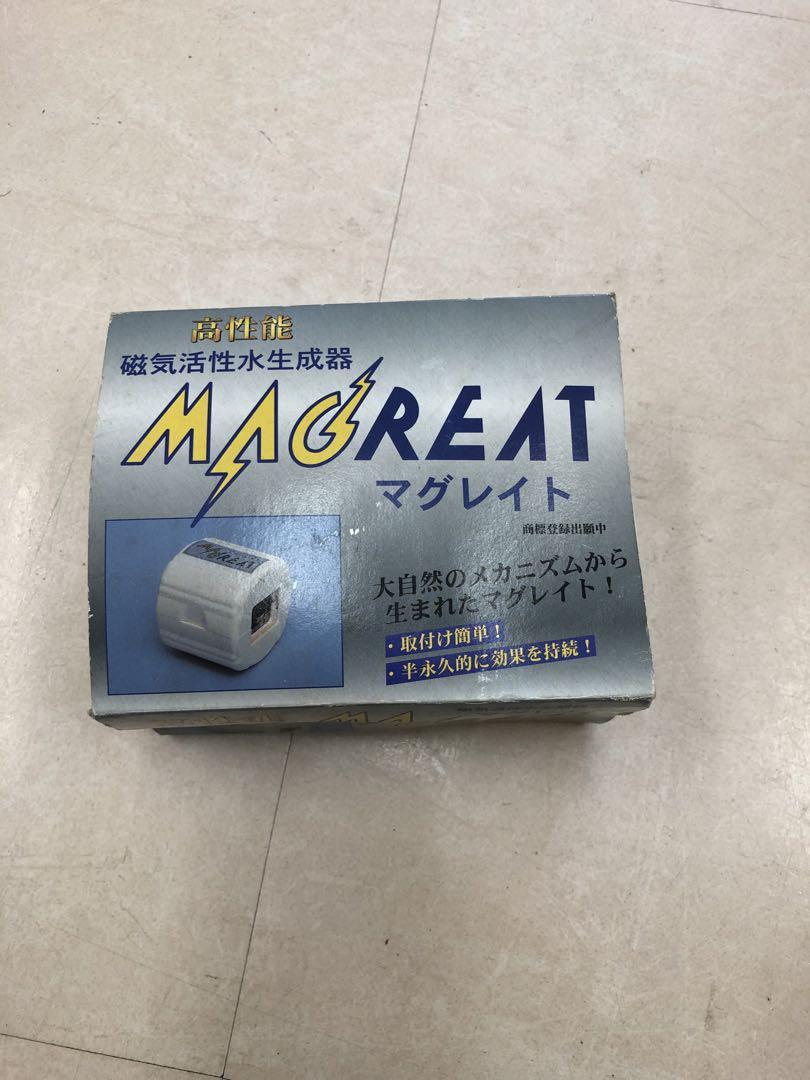 高性能
磁気活性水生成器
MAGREAT
マグレイト
商標登録出願中
MAGREAT
大自然のメカニズムから
生まれたマグレイト!
・取付け簡単!
・半永久的に効果を持続!